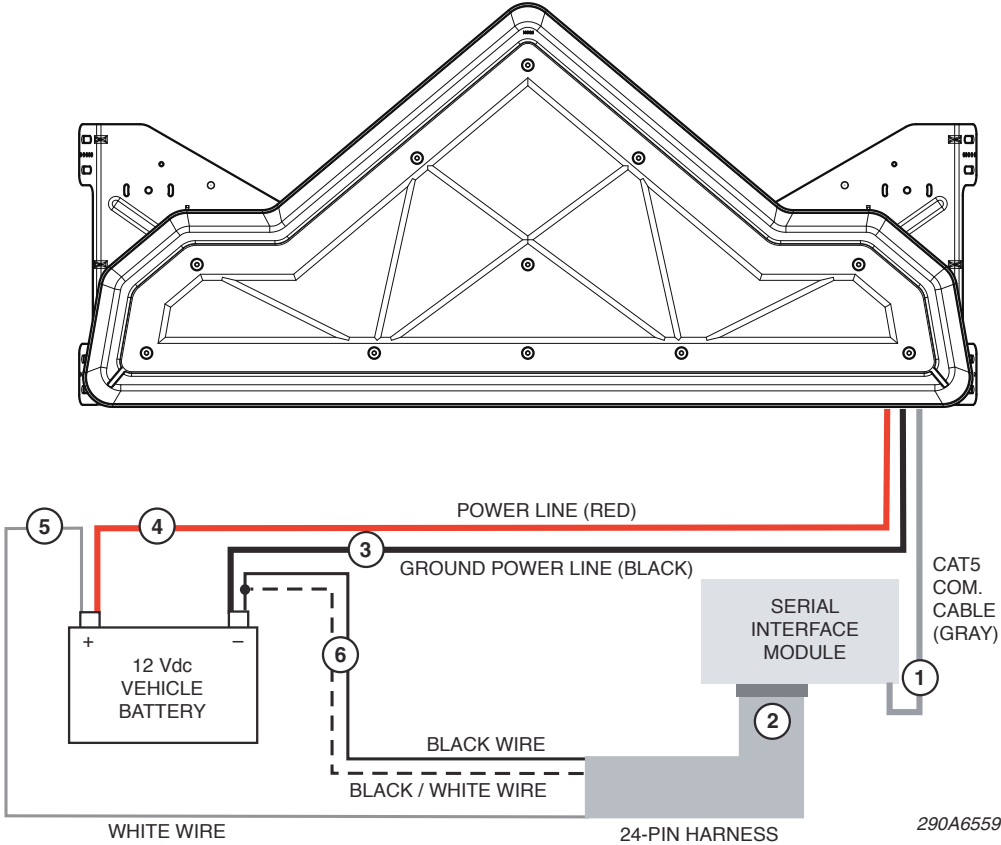 5
4
POWER LINE (RED)
3
GROUND POWER LINE (BLACK)
CAT5
COM.
CABLE
(GRAY)
SERIAL
INTERFACE
MODULE
+
–
12 Vdc
VEHICLE
BATTERY
6
1
2
BLACK WIRE
BLACK / WHITE WIRE
WHITE WIRE
24-PIN HARNESS
290A6559